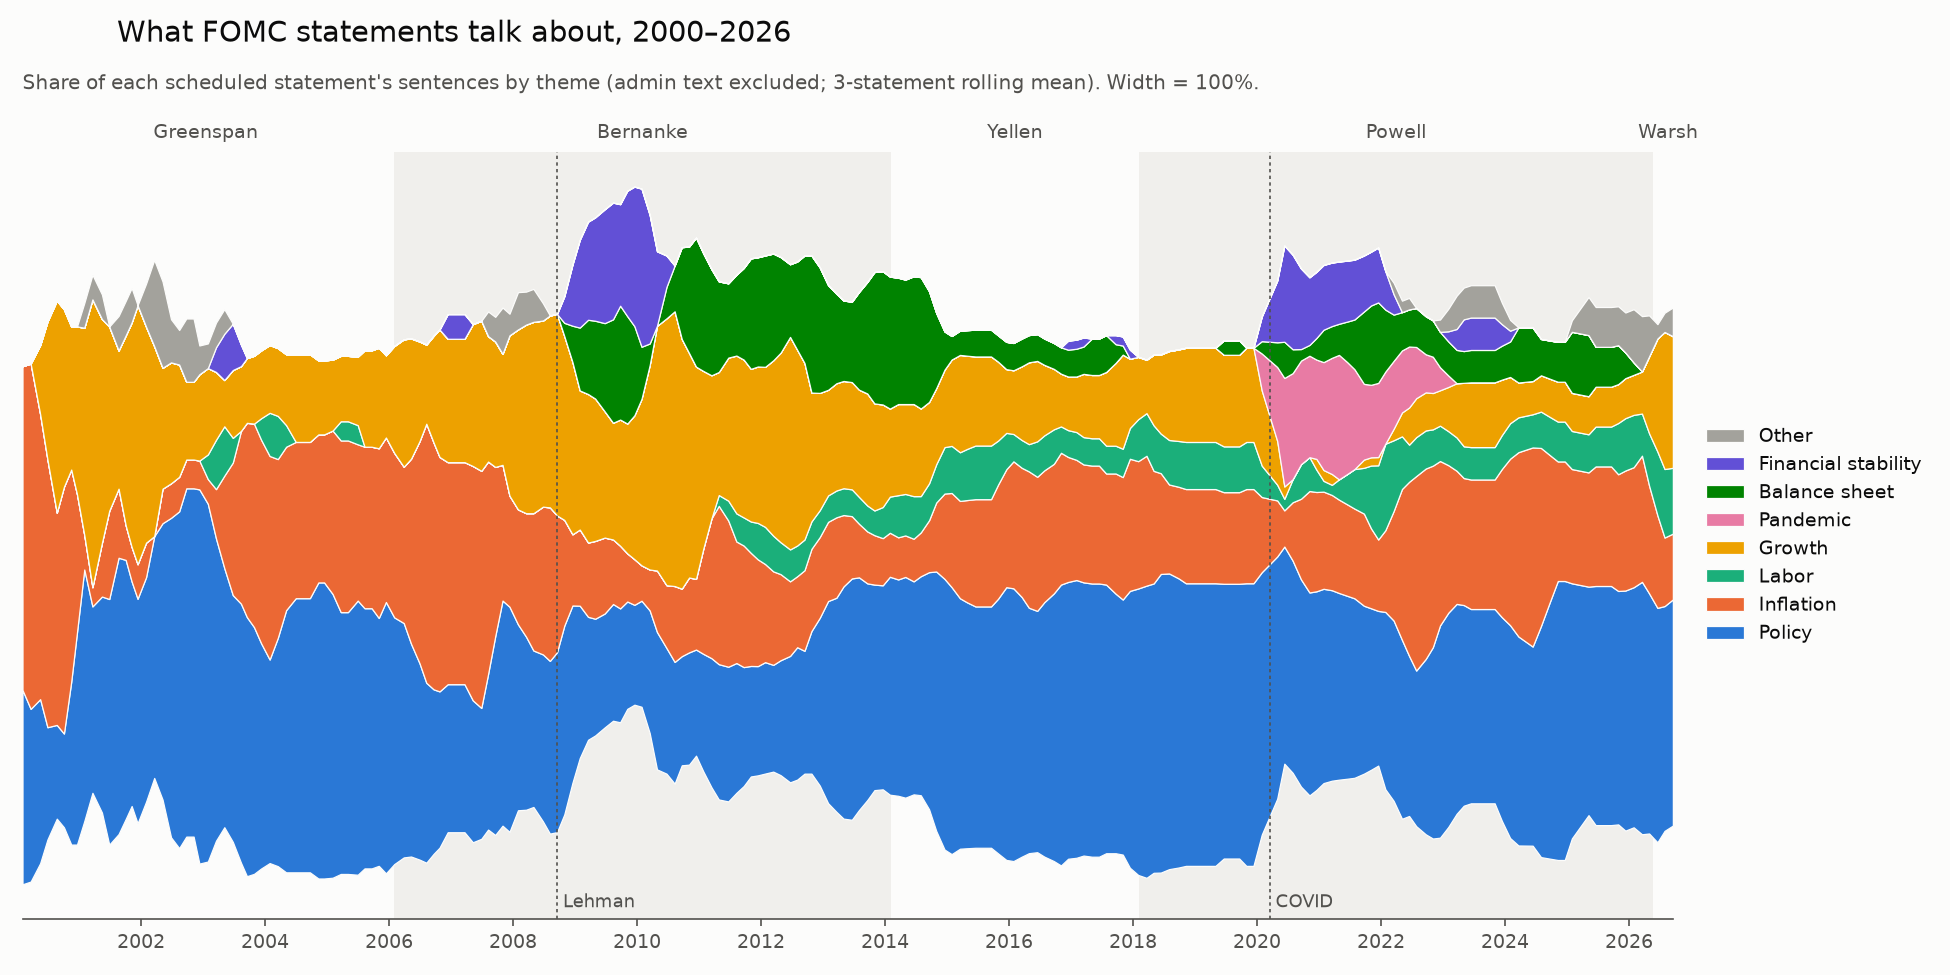 What FOMC statements talk about, 2000–2026
Share of each scheduled statement's sentences by theme (admin text excluded; 3-statement rolling mean). Width = 100%.
Greenspan Bernanke Yellen Powell Warsh
Other
Financial stability
Balance sheet
Pandemic
Growth
Labor
Inflation
Policy
Lehman COVID
2002 2004 2006 2008 2010 2012 2014 2016 2018 2020 2022 2024 2026